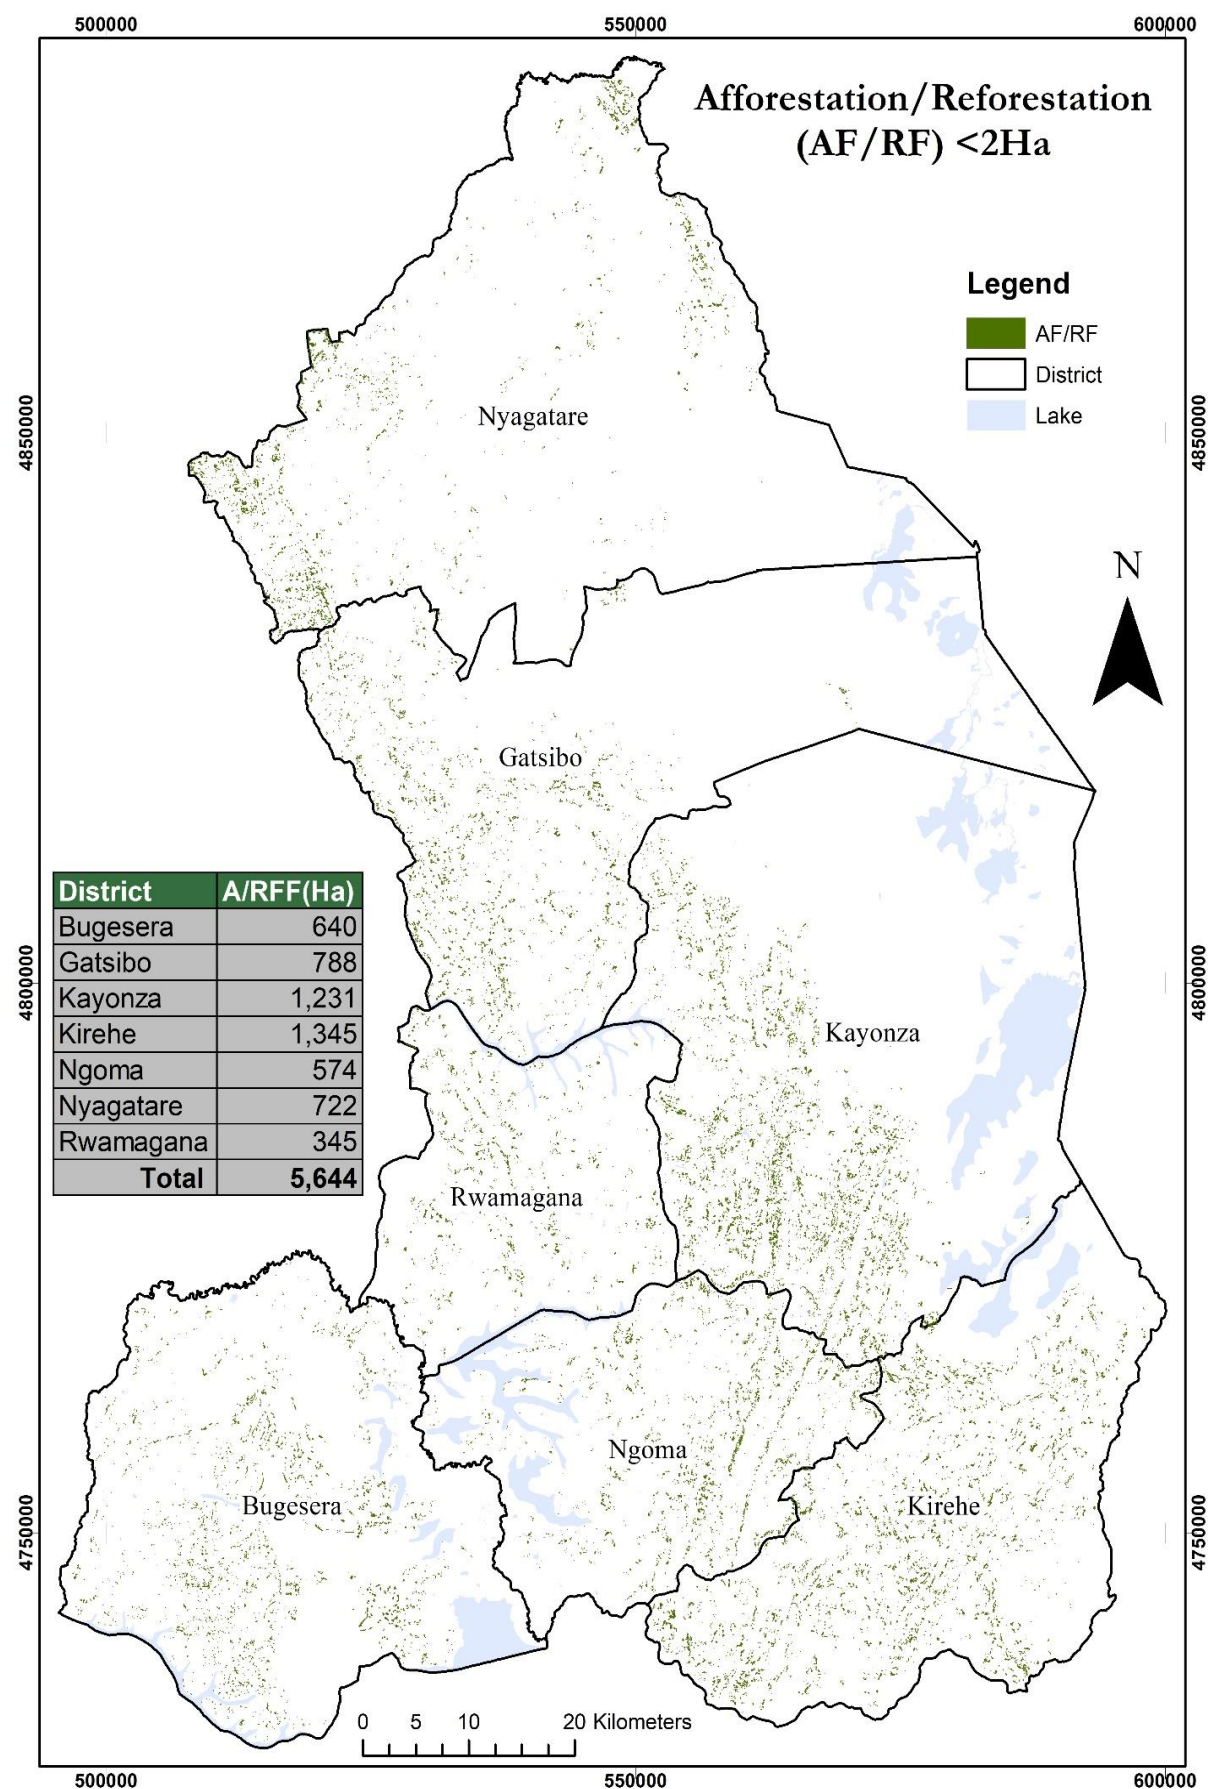 500000 550000 600000
Afforestation/Reforestation
(AF/RF) <2Ha
Legend
AF/RF
District
Lake
4850000 4850000
Nyagatare
N
Gatsibo
District A/RFF(Ha)
Bugesera 640
Gatsibo 788
Kayonza 1,231
Kirehe 1,345
Ngoma 574
Nyagatare 722
Rwamagana 345
Total 5,644
4800000 4800000
Kayonza
Rwamagana
Ngoma
Bugesera
Kirehe
4750000 4750000
0 5 10 20 Kilometers
500000 550000 600000